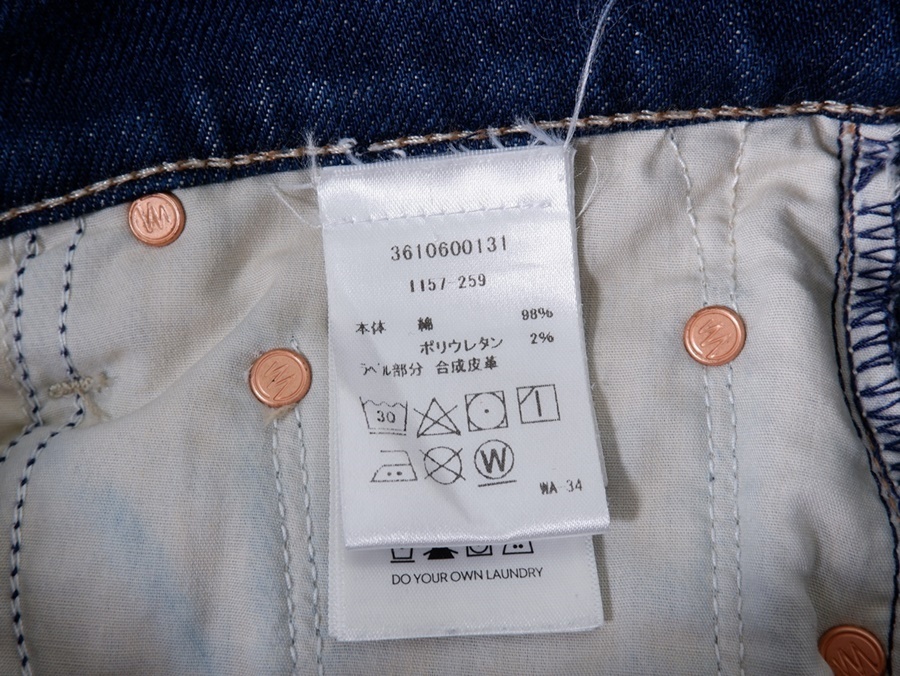 3610600131
1157-259
本体 綿 98%
ポリウレタン 2%
ラベル部分 合成皮革
30
W
WA-34
DO YOUR OWN LAUNDRY